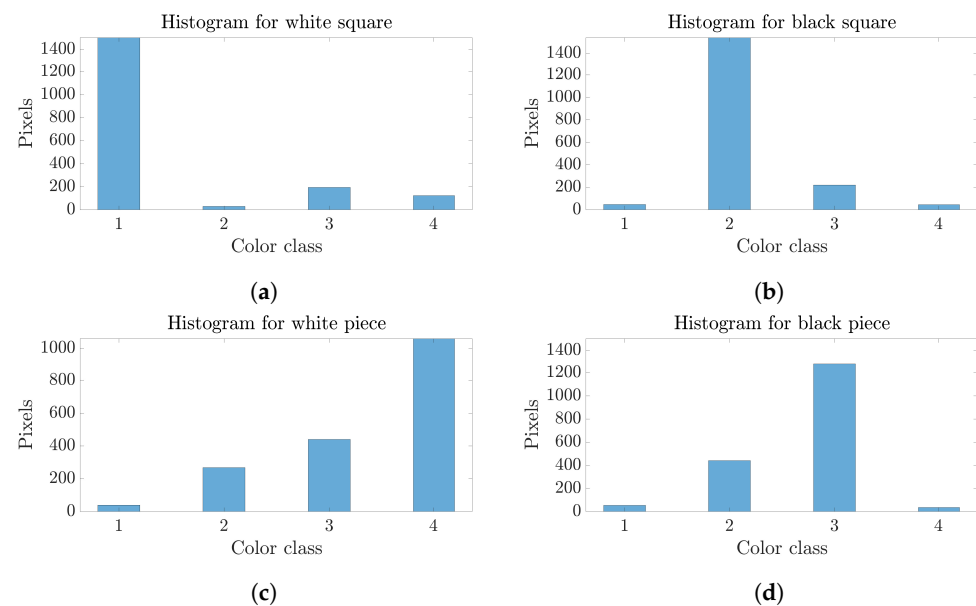 Histogram for white square
1400
1200
1000
800
600
400
200
0
Pixels
1 2 3 4
Color class
(a)
Histogram for black square
1400
1200
1000
800
600
400
200
0
Pixels
1 2 3 4
Color class
(b)
Histogram for white piece
1000
800
600
400
200
0
Pixels
1 2 3 4
Color class
(c)
Histogram for black piece
1400
1200
1000
800
600
400
200
0
Pixels
1 2 3 4
Color class
(d)